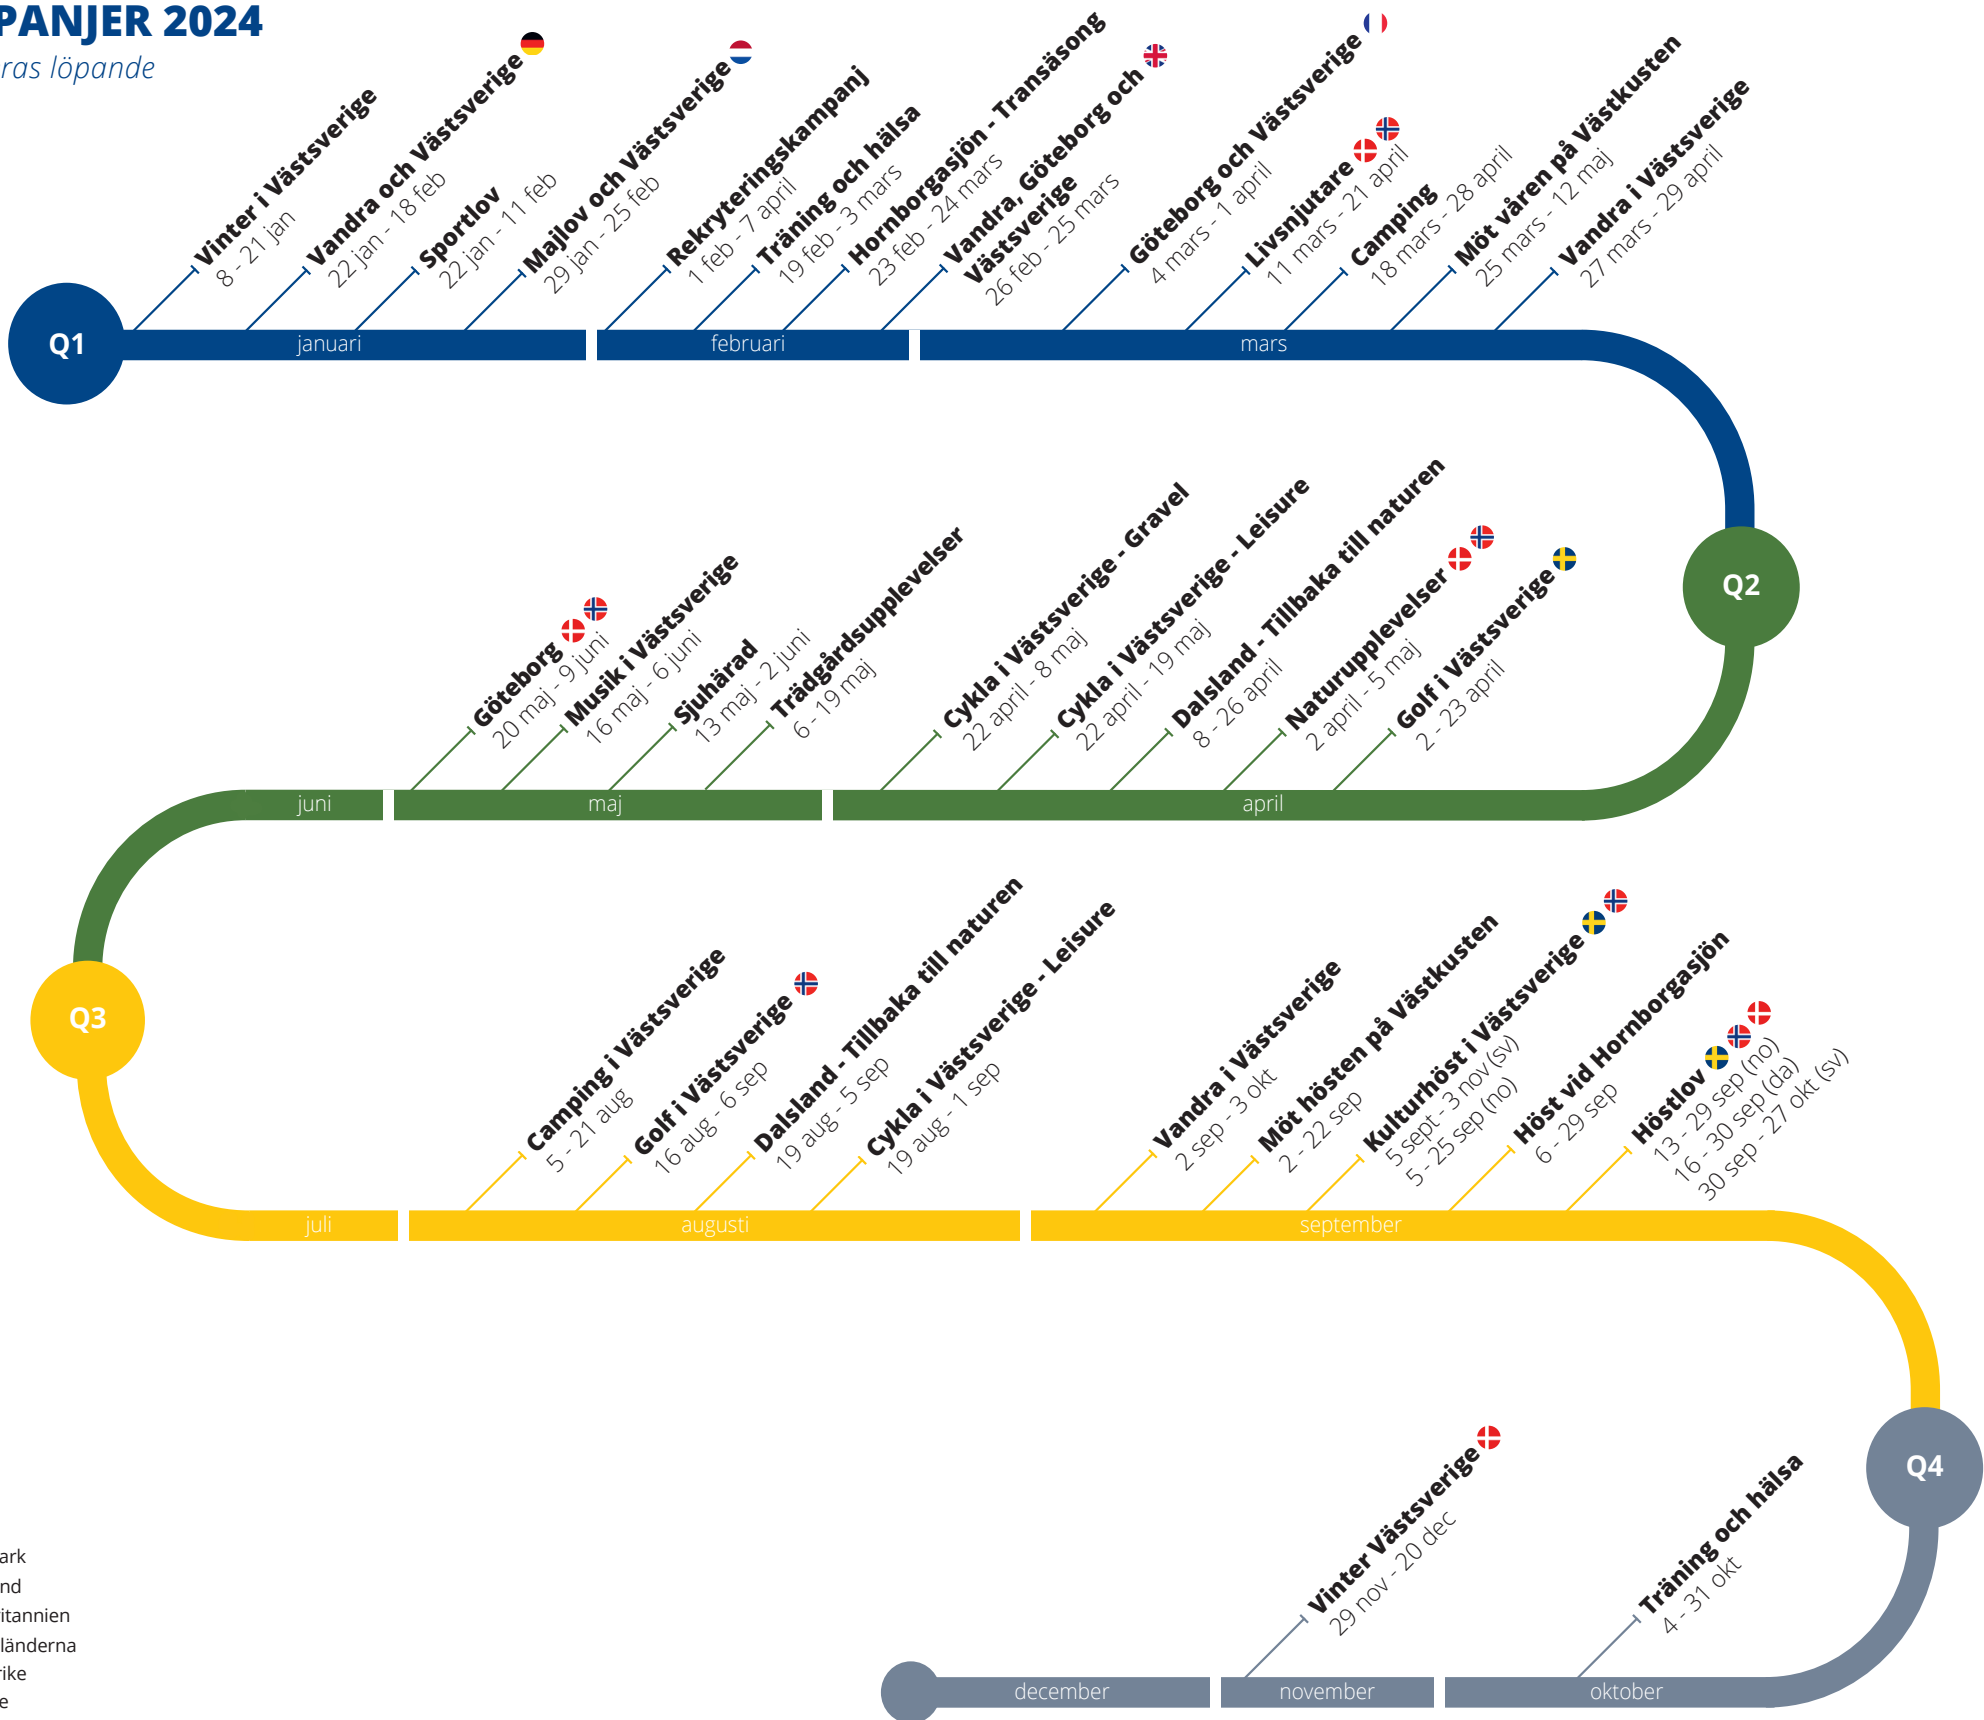 PANJER 2024
ras löpande
Vinter i Västsverige
8 - 21 jan
Vandra och Västsverige
22 jan - 18 feb
Sportlov
22 jan - 11 feb
Majlov och Västsverige
29 jan - 25 feb
Rekryteringskampanj
1 feb - 7 april
Träning och hälsa
19 feb - 3 mars
Hornborgasjön - Transäsong
23 feb - 24 mars
Vandra, Göteborg och
Västsverige
26 feb - 25 mars
Göteborg och Västsverige
4 mars - 1 april
Livsnjutare
11 mars - 21 april
Camping
18 mars - 28 april
Möt våren på Västkusten
25 mars - 12 maj
Vandra i Västsverige
27 mars - 29 april
Q1
januari
februari
mars
Q2
Göteborg
20 maj - 9 juni
Musik i Västsverige
16 maj - 6 juni
Sjuhärad
13 maj - 2 juni
Trädgårdsupplevelser
6 - 19 maj
Cykla i Västsverige - Gravel
22 april - 8 maj
Cykla i Västsverige - Leisure
22 april - 19 maj
Dalsland - Tillbaka till naturen
8 - 26 april
Naturupplevelser
2 april - 5 maj
Golf i Västsverige
2 - 23 april
juni
maj
april
Q3
Camping i Västsverige
5 - 21 aug
Golf i Västsverige
16 aug - 6 sep
Dalsland - Tillbaka till naturen
19 aug - 5 sep
Cykla i Västsverige - Leisure
19 aug - 1 sep
Vandra i Västsverige
2 sep - 3 okt
Möt hösten på Västkusten
2 - 22 sep
Kulturhöst i Västsverige
5 sept - 3 nov (sv)
5 - 25 sep (no)
Höst vid Hornborgasjön
6 - 29 sep
Höstlov
13 - 29 sep (no)
16 - 30 sep (da)
30 sep - 27 okt (sv)
juli
augusti
september
Q4
Vinter Västsverige
29 nov - 20 dec
Träning och hälsa
4 - 31 okt
december
november
oktober
ark
nd
itannien
länderna
rike
e